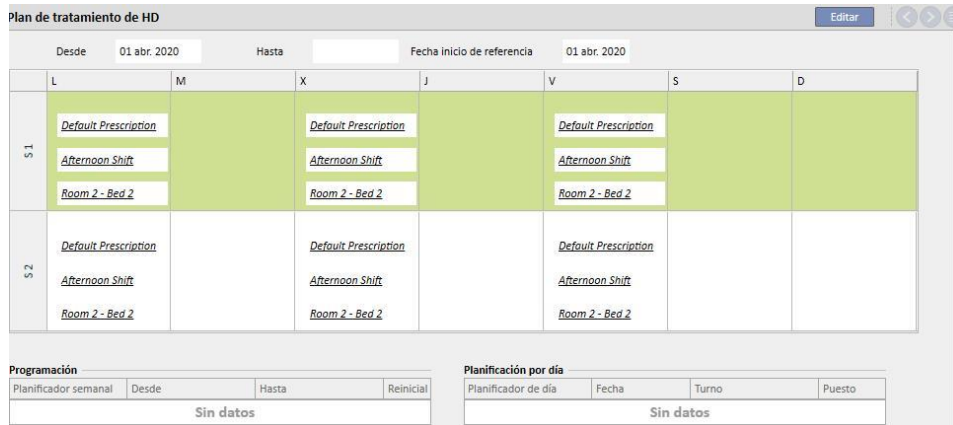 Plan de tratamiento de HD Editar
Desde 01 abr. 2020 Hasta Fecha inicio de referencia 01 abr. 2020
L M X J V S D
S 1
Default Prescription Default Prescription Default Prescription
Afternoon Shift Afternoon Shift Afternoon Shift
Room 2 - Bed 2 Room 2 - Bed 2 Room 2 - Bed 2
S 2
Default Prescription Default Prescription Default Prescription
Afternoon Shift Afternoon Shift Afternoon Shift
Room 2 - Bed 2 Room 2 - Bed 2 Room 2 - Bed 2
Programación Planificación por día
Planificador semanal Desde Hasta Reinicial Planificador de día Fecha Turno Puesto
Sin datos Sin datos